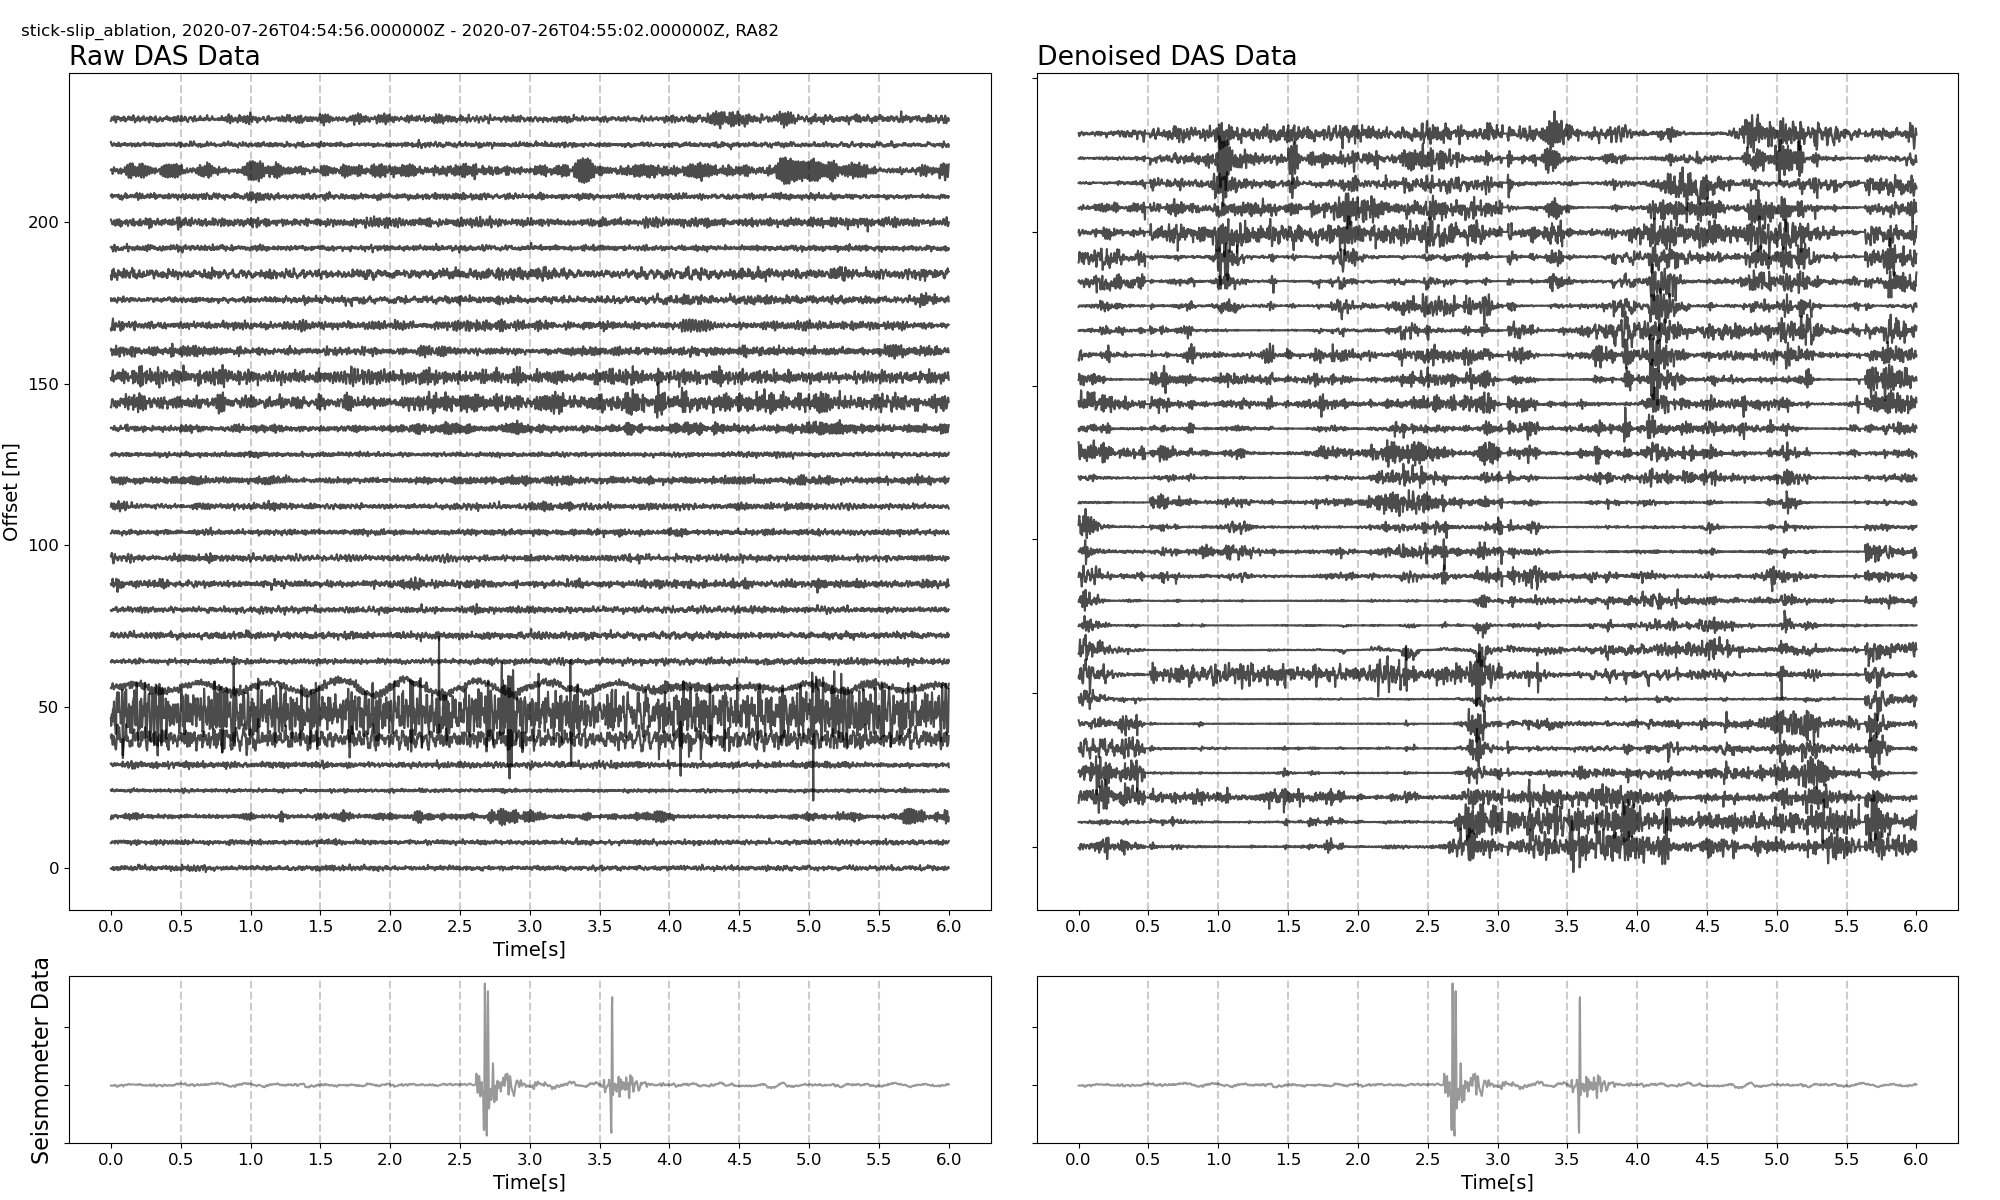 stick-slip_ablation, 2020-07-26T04:54:56.000000Z - 2020-07-26T04:55:02.000000Z, RA82
Raw DAS Data
Denoised DAS Data
Offset [m]
200
150
100
50
0
0.0 0.5 1.0 1.5 2.0 2.5 3.0 3.5 4.0 4.5 5.0 5.5 6.0
Time[s]
0.0 0.5 1.0 1.5 2.0 2.5 3.0 3.5 4.0 4.5 5.0 5.5 6.0
Seismometer Data
0.0 0.5 1.0 1.5 2.0 2.5 3.0 3.5 4.0 4.5 5.0 5.5 6.0
Time[s]
0.0 0.5 1.0 1.5 2.0 2.5 3.0 3.5 4.0 4.5 5.0 5.5 6.0
Time[s]